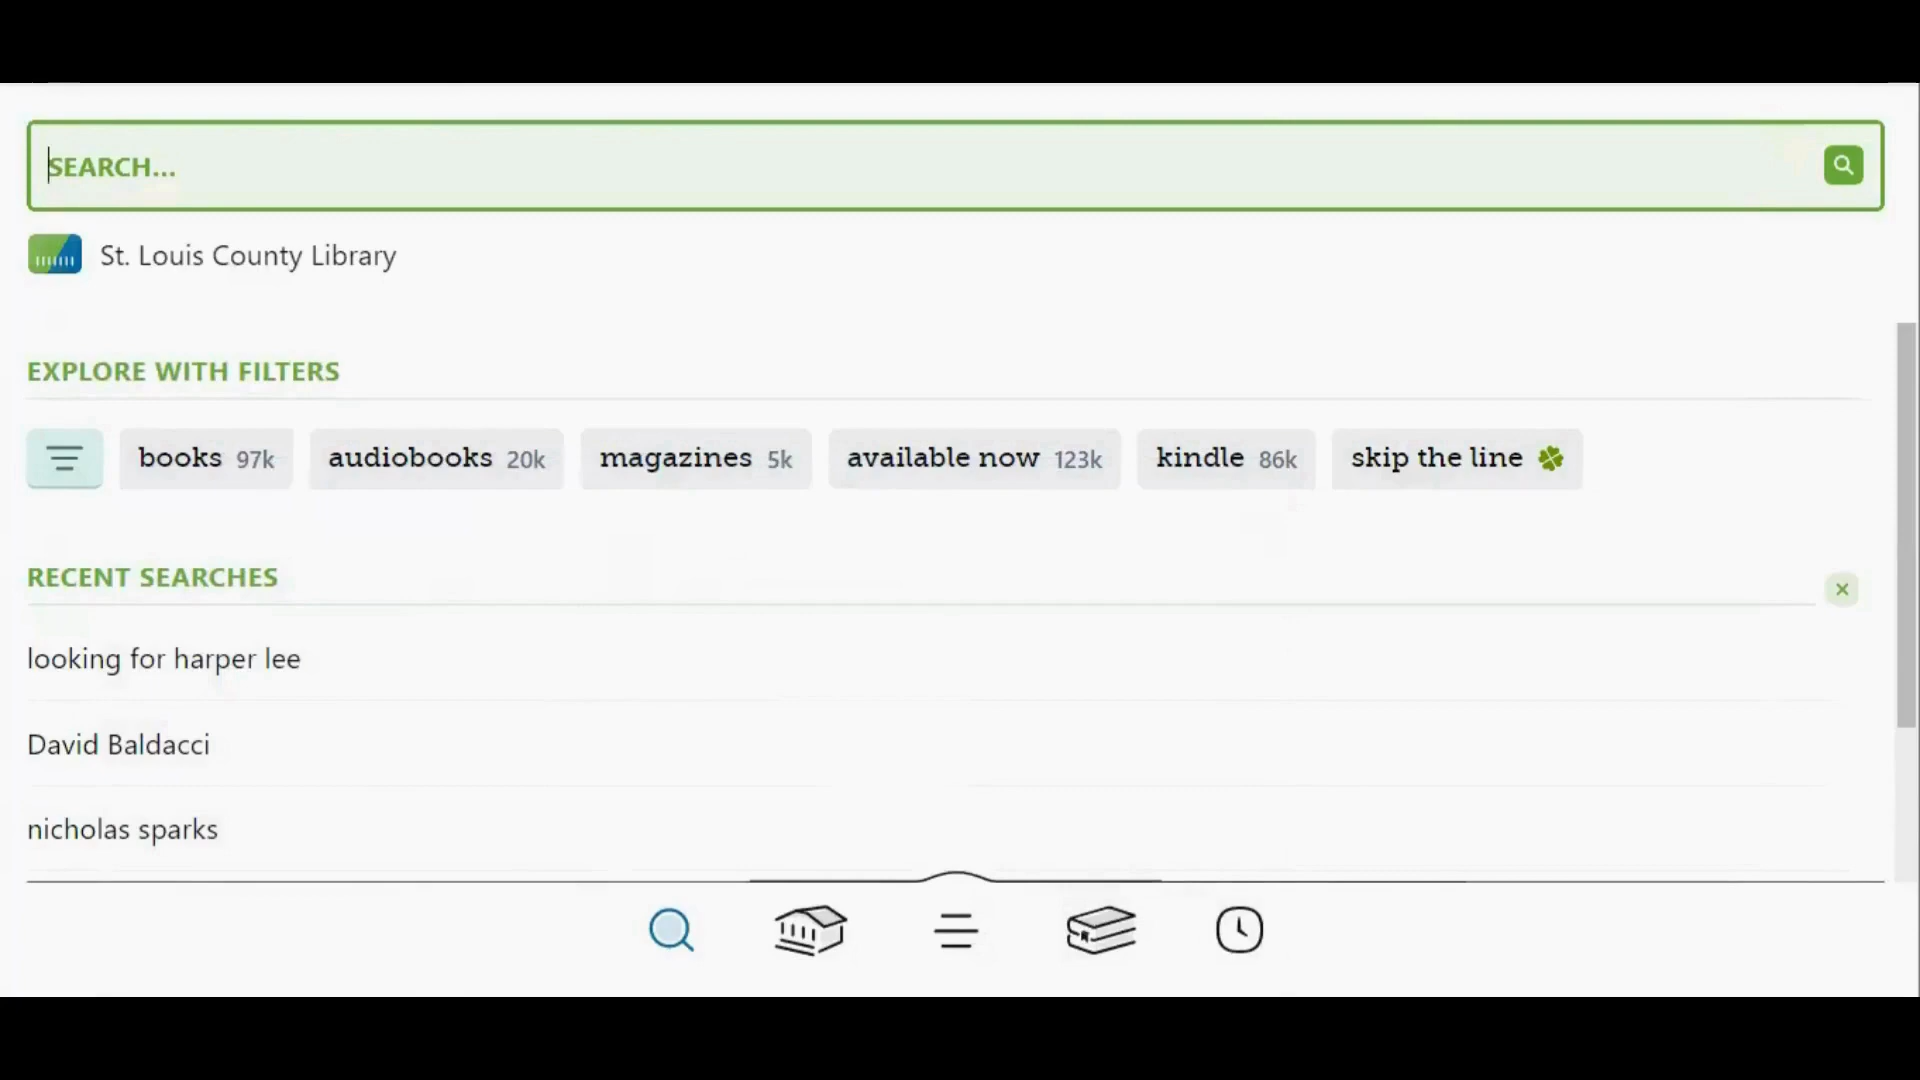 SEARCH...
St. Louis County Library
EXPLORE WITH FILTERS
books 97k audiobooks 20k magazines 5k available now 123k kindle 86k skip the line
RECENT SEARCHES
looking for harper lee
David Baldacci
nicholas sparks